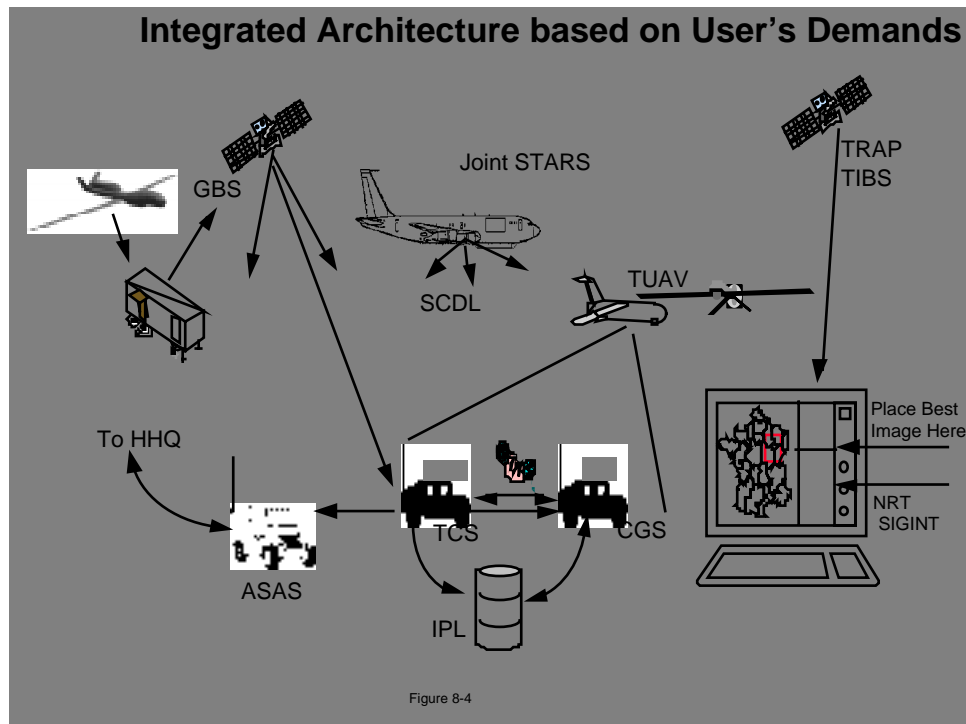 Integrated Architecture based on User's Demands
Joint STARS
TRAP
TIBS
GBS
TUAV
SCDL
Place Best
Image Here
To HHQ
NRT
SIGINT
TCS
CGS
ASAS
IPL
Figure 8-4